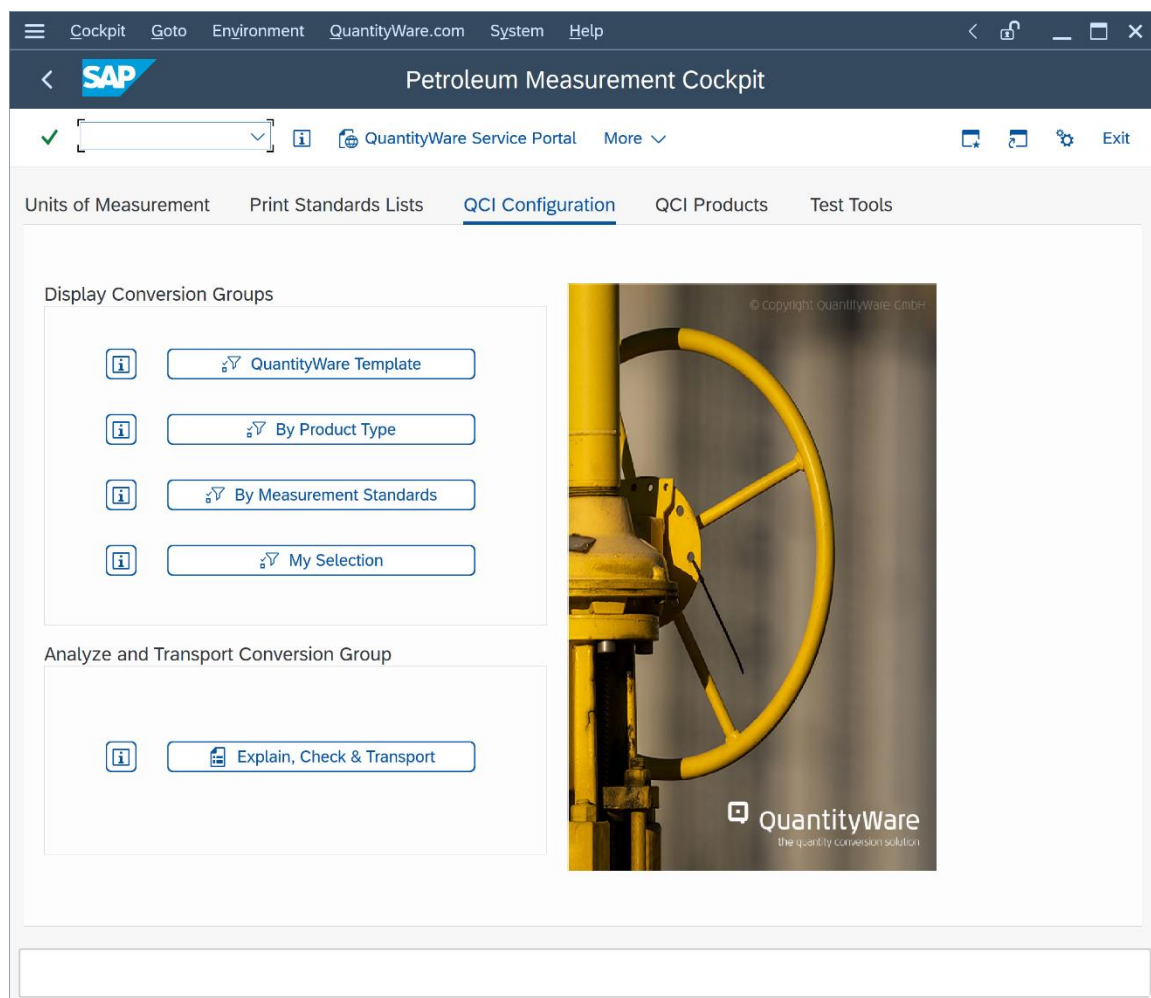 Cockpit Goto Environment QuantityWare.com System Help
SAP Petroleum Measurement Cockpit
QuantityWare Service Portal More Exit
Units of Measurement Print Standards Lists QCI Configuration QCI Products Test Tools
Display Conversion Groups
© Copyright QuantityWare GmbH
QuantityWare Template
By Product Type
By Measurement Standards
My Selection
Analyze and Transport Conversion Group
Explain, Check & Transport
QuantityWare
the quantity conversion solution